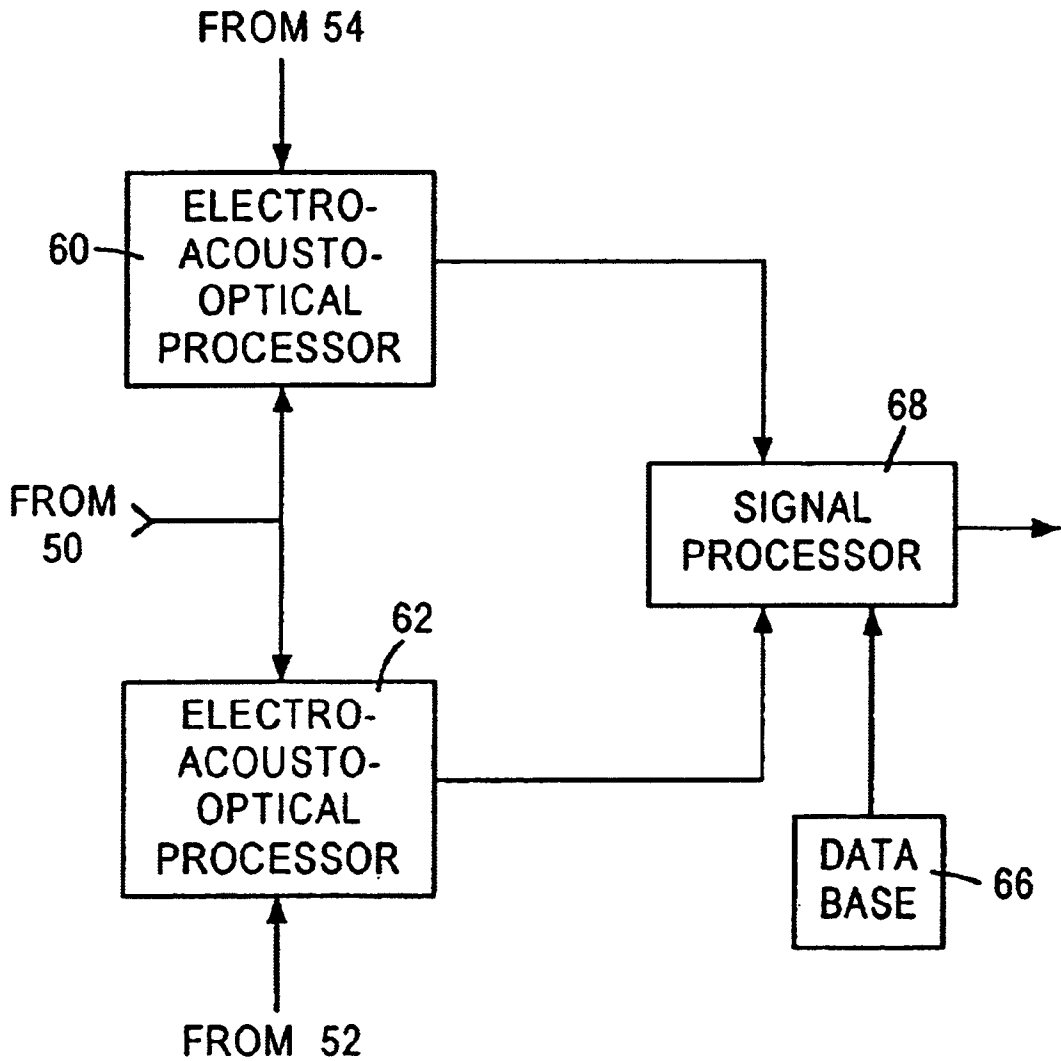 FROM 54
60
ELECTRO-
ACOUSTO-
OPTICAL
PROCESSOR
68
FROM
50
SIGNAL
PROCESSOR
62
ELECTRO-
ACOUSTO-
OPTICAL
PROCESSOR
DATA
BASE
66
FROM 52